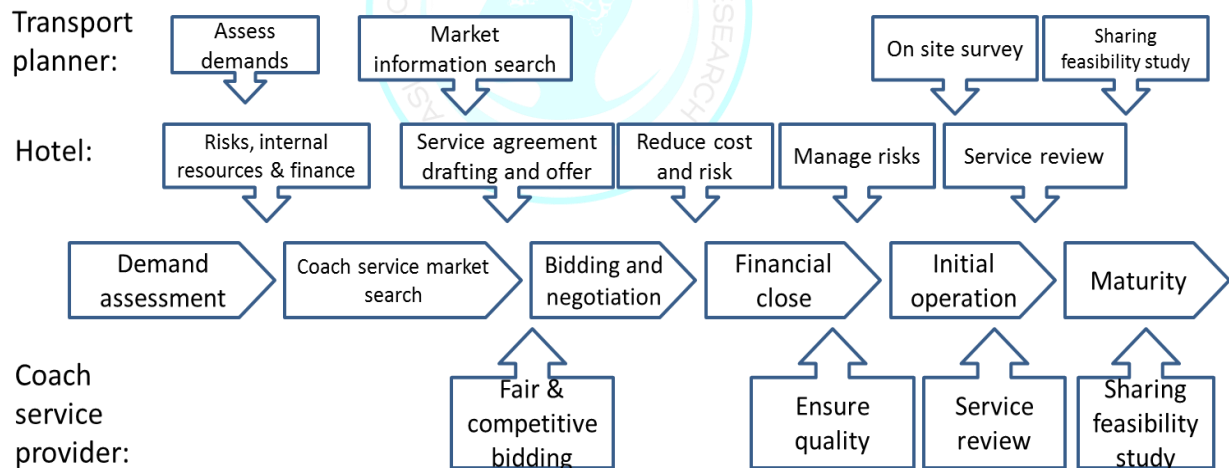 Transport
planner:
Assess
demands
Market
information search
On site survey
Sharing
feasibility study
Hotel:
Risks, internal
resources & finance
Service agreement
drafting and offer
Reduce cost
and risk
Manage risks
Service review
Demand
assessment
Coach service market
search
Bidding and
negotiation
Financial
close
Initial
operation
Maturity
Coach
service
provider:
Fair &
competitive
bidding
Ensure
quality
Service
review
Sharing
feasibility
study